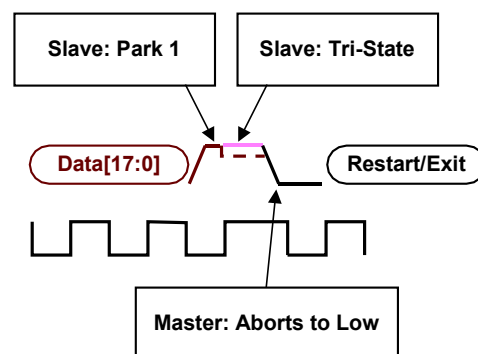 Slave: Park 1
Slave: Tri-State
Data[17:0]
Restart/Exit
Master: Aborts to Low